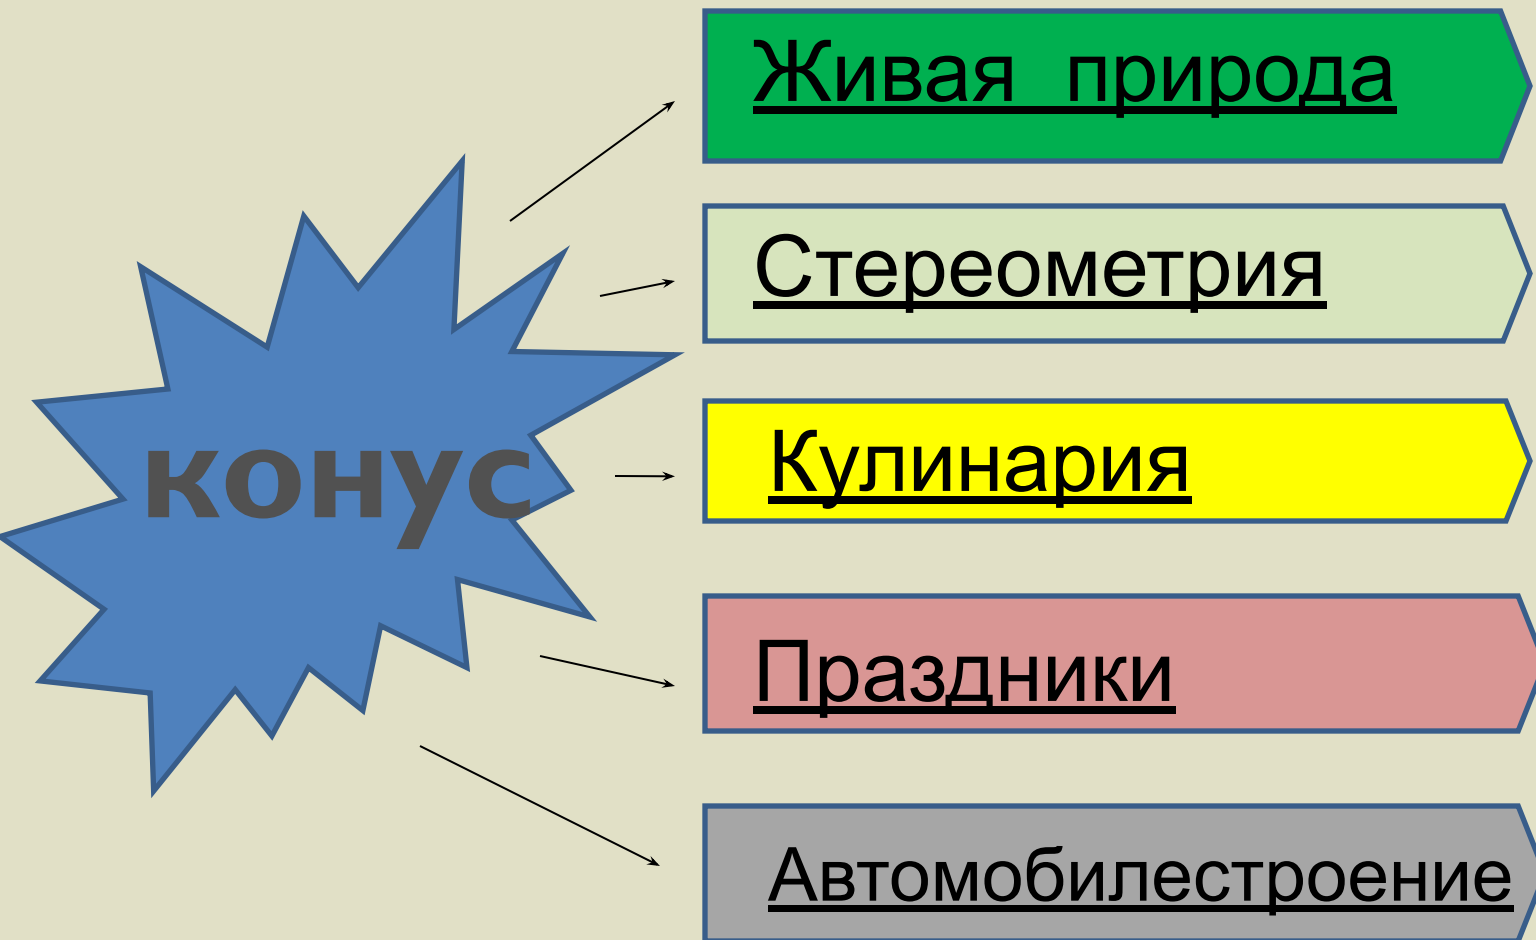 Живая природа
Стереометрия
конус
Кулинария
Праздники
Автомобилестроение